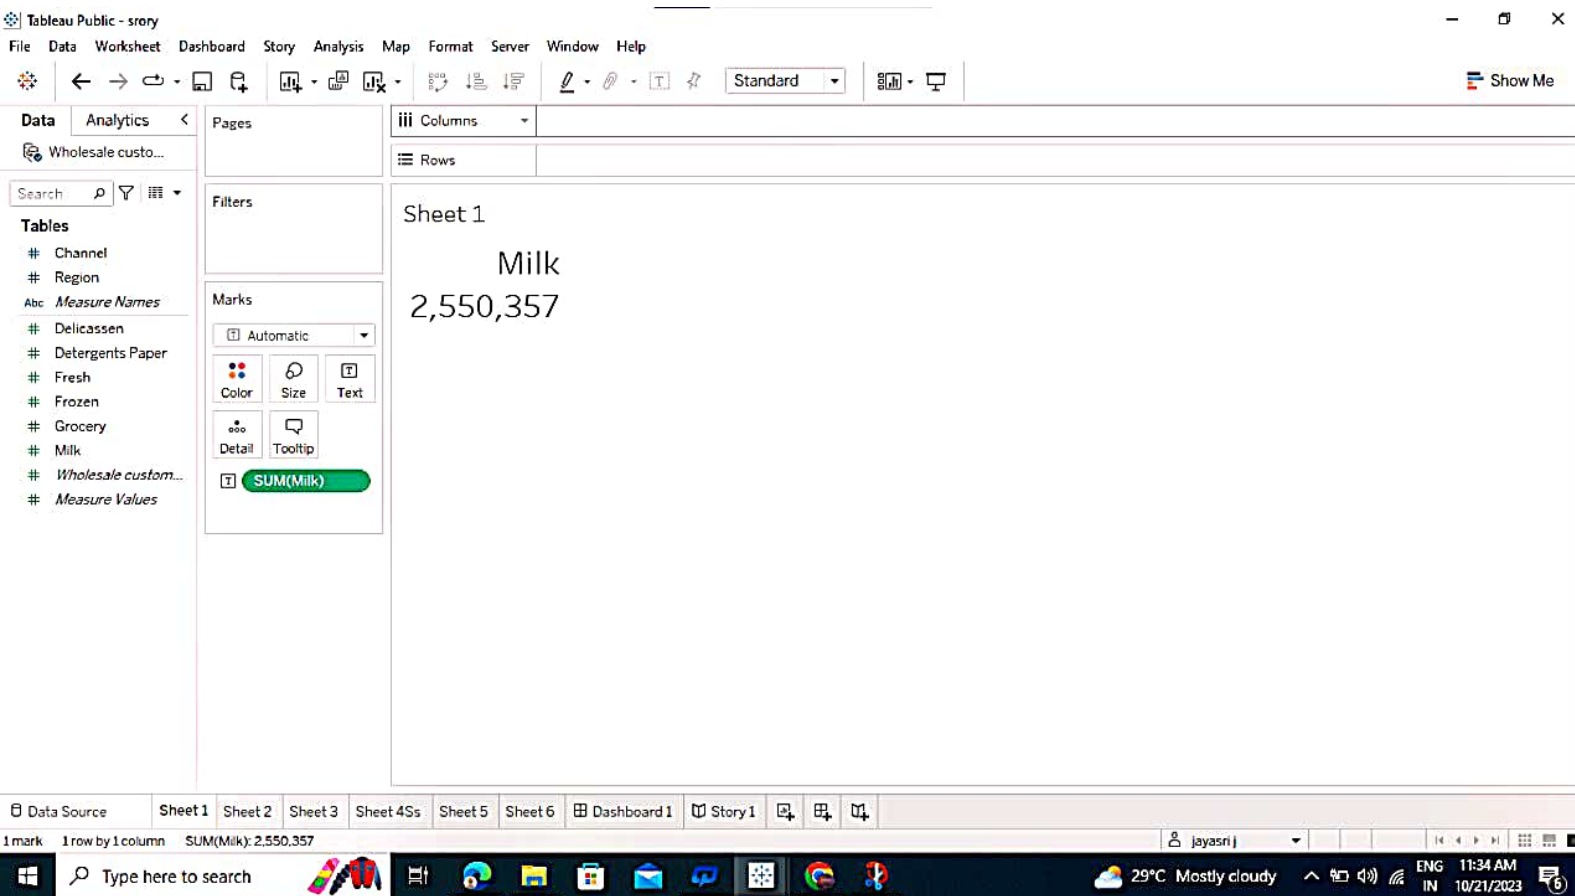 Tableau Public - srory
File Data Worksheet Dashboard Story Analysis Map Format Server Window Help
Standard
Show Me
Data Analytics
Wholesale custo...
Search
Tables
# Channel
# Region
Abc Measure Names
# Delicassen
# Detergents Paper
# Fresh
# Frozen
# Grocery
# Milk
# Wholesale custom...
# Measure Values
Pages
Filters
Marks
T Automatic
Color Size T Text
Detail Tooltip
T SUM(Milk)
Columns
Rows
Sheet 1
Milk
2,550,357
Data Source Sheet 1 Sheet 2 Sheet 3 Sheet 4Ss Sheet 5 Sheet 6 Dashboard 1 Story 1
1 mark 1 row by 1 column SUM(Milk): 2,550,357
jayasri j
Type here to search
29°C Mostly cloudy
ENG
IN
11:34 AM
10/21/2023
6